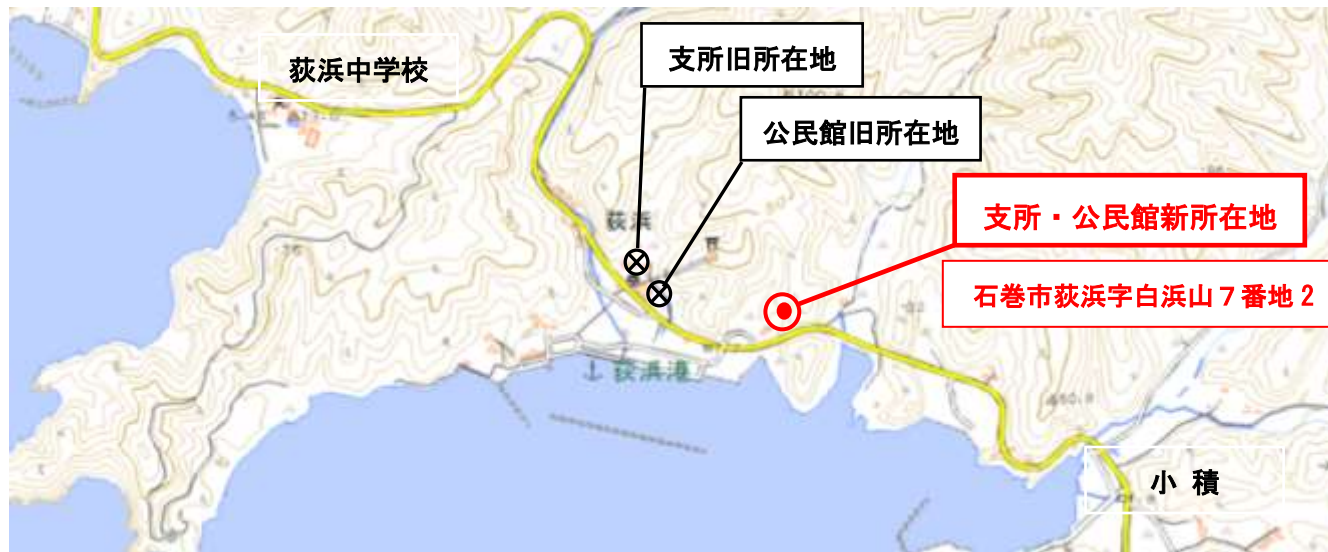 荻浜中学校
支所旧所在地
公民館旧所在地
支所・公民館新所在地
石巻市荻浜字白浜山７番地２
荻浜
荻浜港
小 積